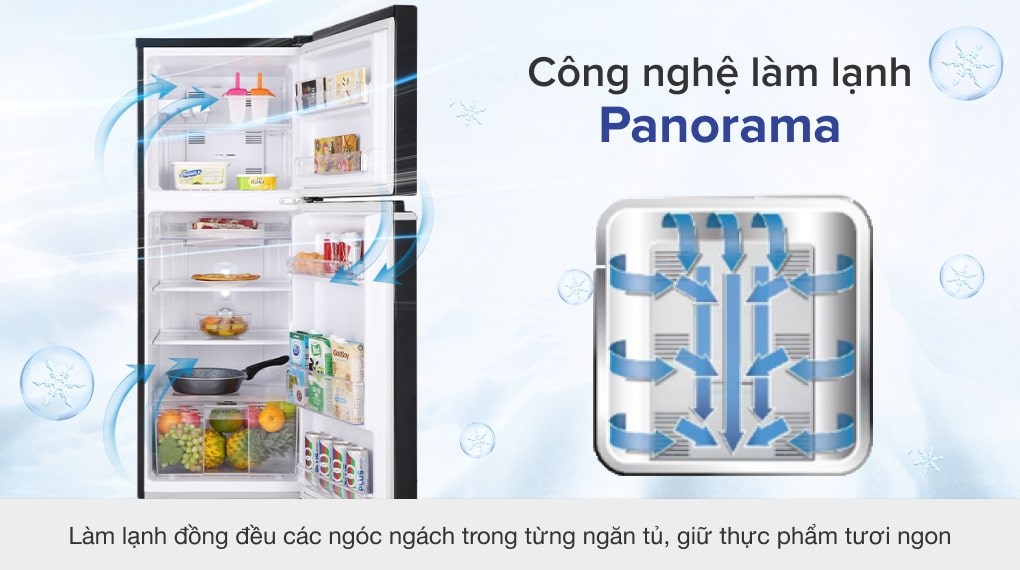 Công nghệ làm lạnh
Panorama
PLUS
Làm lạnh đồng đều các ngóc ngách trong từng ngăn tủ, giữ thực phẩm tươi ngon